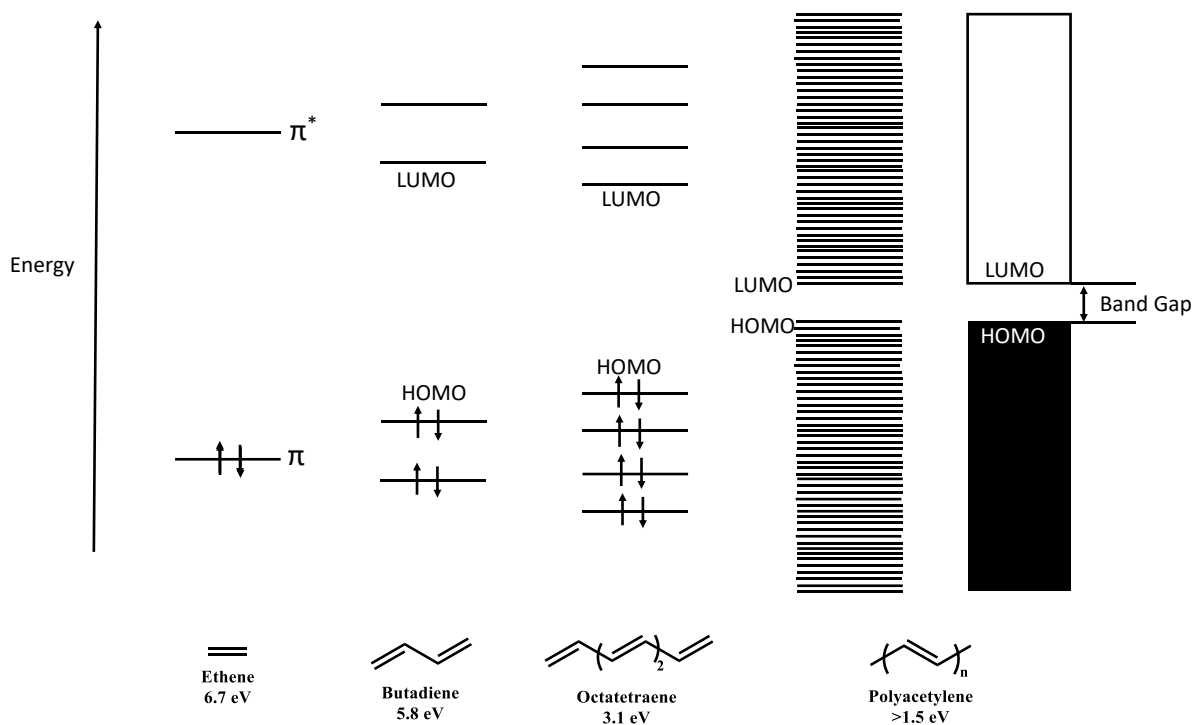 Energy
π*
π
LUMO
HOMO
LUMO
HOMO
LUMO
HOMO
LUMO
HOMO
Band Gap
2
n
Ethene
6.7 eV
Butadiene
5.8 eV
Octatetraene
3.1 eV
Polyacetylene
>1.5 eV